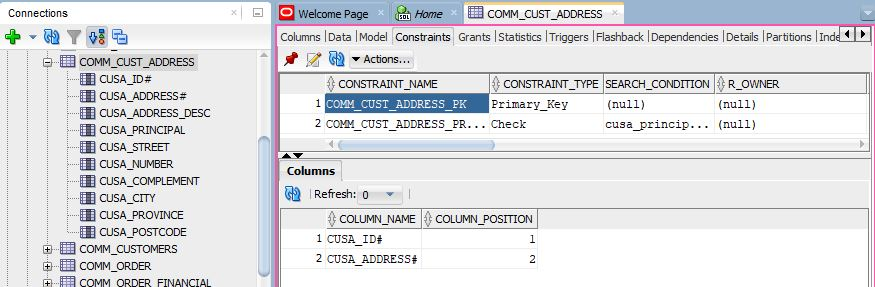 Connections
COMM_CUST_ADDRESS
CUSA_ID#
CUSA_ADDRESS#
CUSA_ADDRESS_DESC
CUSA_PRINCIPAL
CUSA_STREET
CUSA_NUMBER
CUSA_COMPLEMENT
CUSA_CITY
CUSA_PROVINCE
CUSA_POSTCODE
COMM_CUSTOMERS
COMM_ORDER
COMM_ORDER_FINANCIAL
Welcome Page Home COMM_CUST_ADDRESS
Columns Data Model Constraints Grants Statistics Triggers Flashback Dependencies Details Partitions Inde
Actions...
CONSTRAINT_NAME CONSTRAINT_TYPE SEARCH_CONDITION R_OWNER
1 COMM_CUST_ADDRESS_PK Primary_Key (null) (null)
2 COMM_CUST_ADDRESS_PR... Check cusa_princip... (null)
Columns
Refresh: 0
COLUMN_NAME COLUMN_POSITION
1 CUSA_ID# 1
2 CUSA_ADDRESS# 2